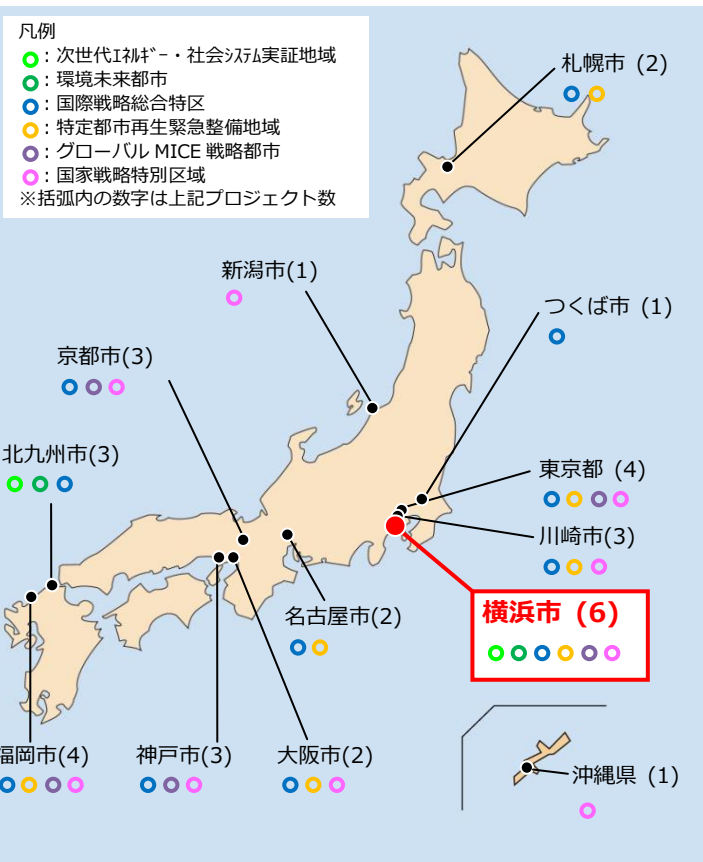 凡例
：次世代ｴﾈﾙｷﾞｰ・社会ｼｽﾃﾑ実証地域
：環境未来都市
：国際戦略総合特区
：特定都市再生緊急整備地域
：グローバル MICE 戦略都市
：国家戦略特別区域
※括弧内の数字は上記プロジェクト数
札幌市 (2)
新潟市(1)
つくば市 (1)
京都市(3)
北九州市(3)
東京都 (4)
川崎市(3)
横浜市 (6)
名古屋市(2)
福岡市(4)
神戸市(3)
大阪市(2)
沖縄県 (1)